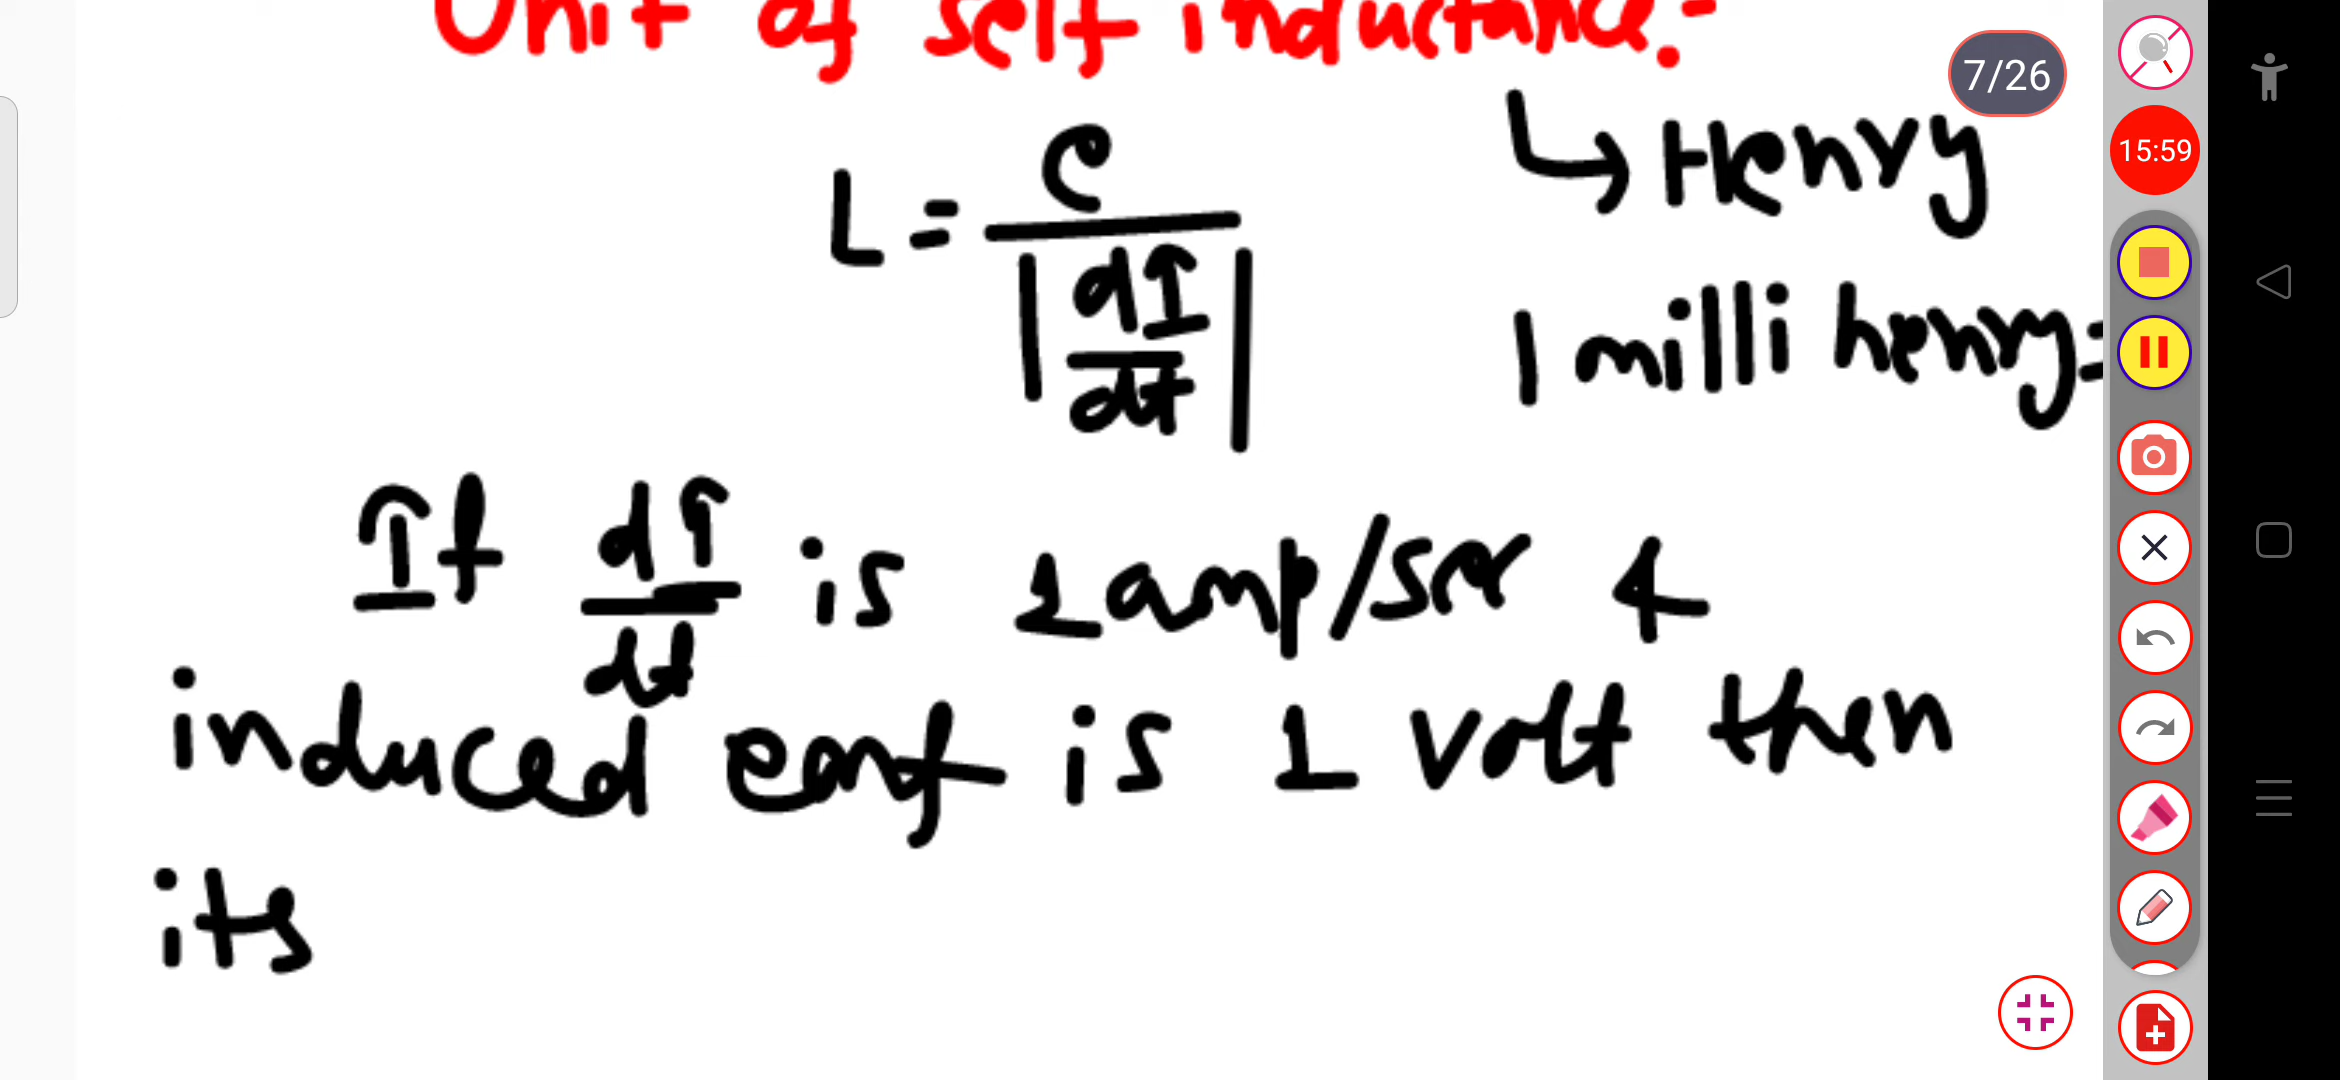 Unit of self inductance:-
7/26
15:59
L = e / |dI/dt|
↳ Henry
1 milli henry=
If dI/dt is 1 amp/sec &
induced emf is 1 volt then
its